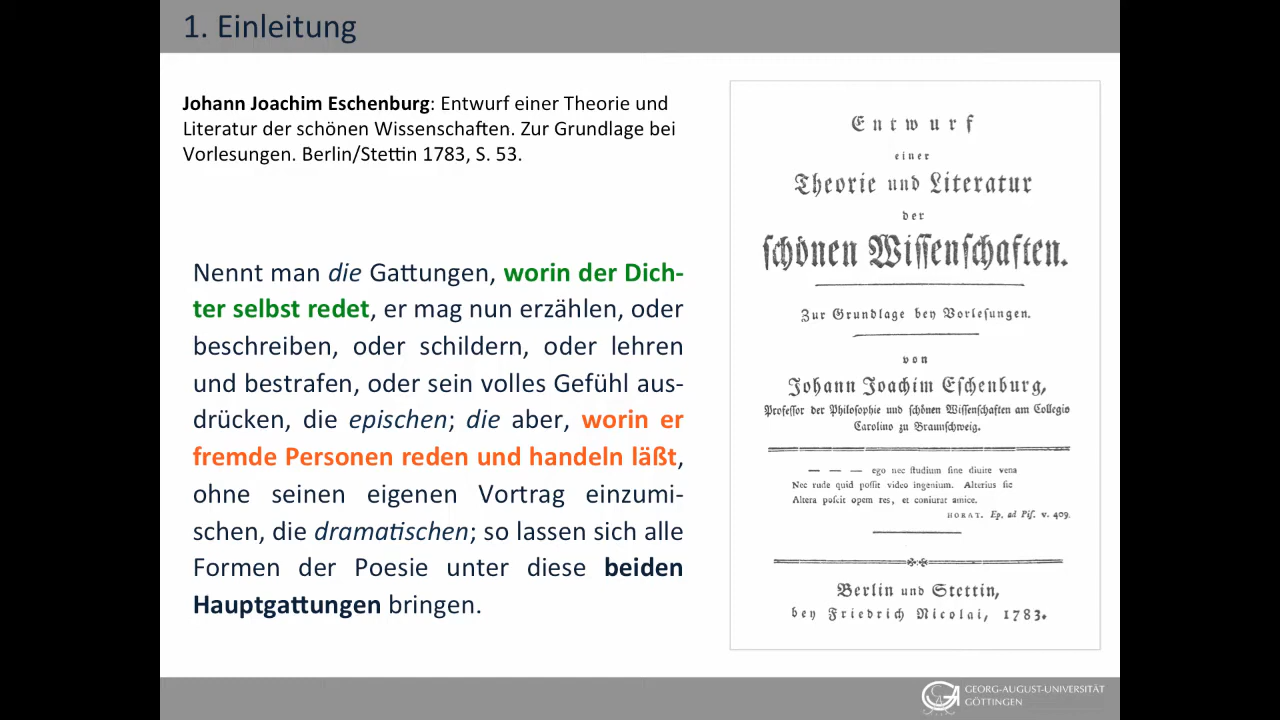 1. Einleitung
Johann Joachim Eschenburg: Entwurf einer Theorie und
Literatur der schönen Wissenschaften. Zur Grundlage bei
Vorlesungen. Berlin/Stettin 1783, S. 53.
Nennt man die Gattungen, worin der Dich-
ter selbst redet, er mag nun erzählen, oder
beschreiben, oder schildern, oder lehren
und bestrafen, oder sein volles Gefühl aus-
drücken, die epischen; die aber, worin er
fremde Personen reden und handeln läßt,
ohne seinen eigenen Vortrag einzumi-
schen, die dramatischen; so lassen sich alle
Formen der Poesie unter diese beiden
Hauptgattungen bringen.
Entwurf
einer
Theorie und Literatur
der
schönen Wissenschaften.
Zur Grundlage bey Vorlesungen.
von
Johann Joachim Eschenburg,
Professor der Philosophie und schönen Wissenschaften am Collegio
Carolino zu Braunschweig.
— — — ego nec ſtudium ſine divite vena
Nec rude quid poſſit video ingenium. Alterius ſic
Altera poſcit opem res, et coniurat amice.
HORAT. Ep. ad Piſ. v. 409.
Berlin und Stettin,
bey Friedrich Nicolai, 1783.
GEORG-AUGUST-UNIVERSITÄT
GÖTTINGEN